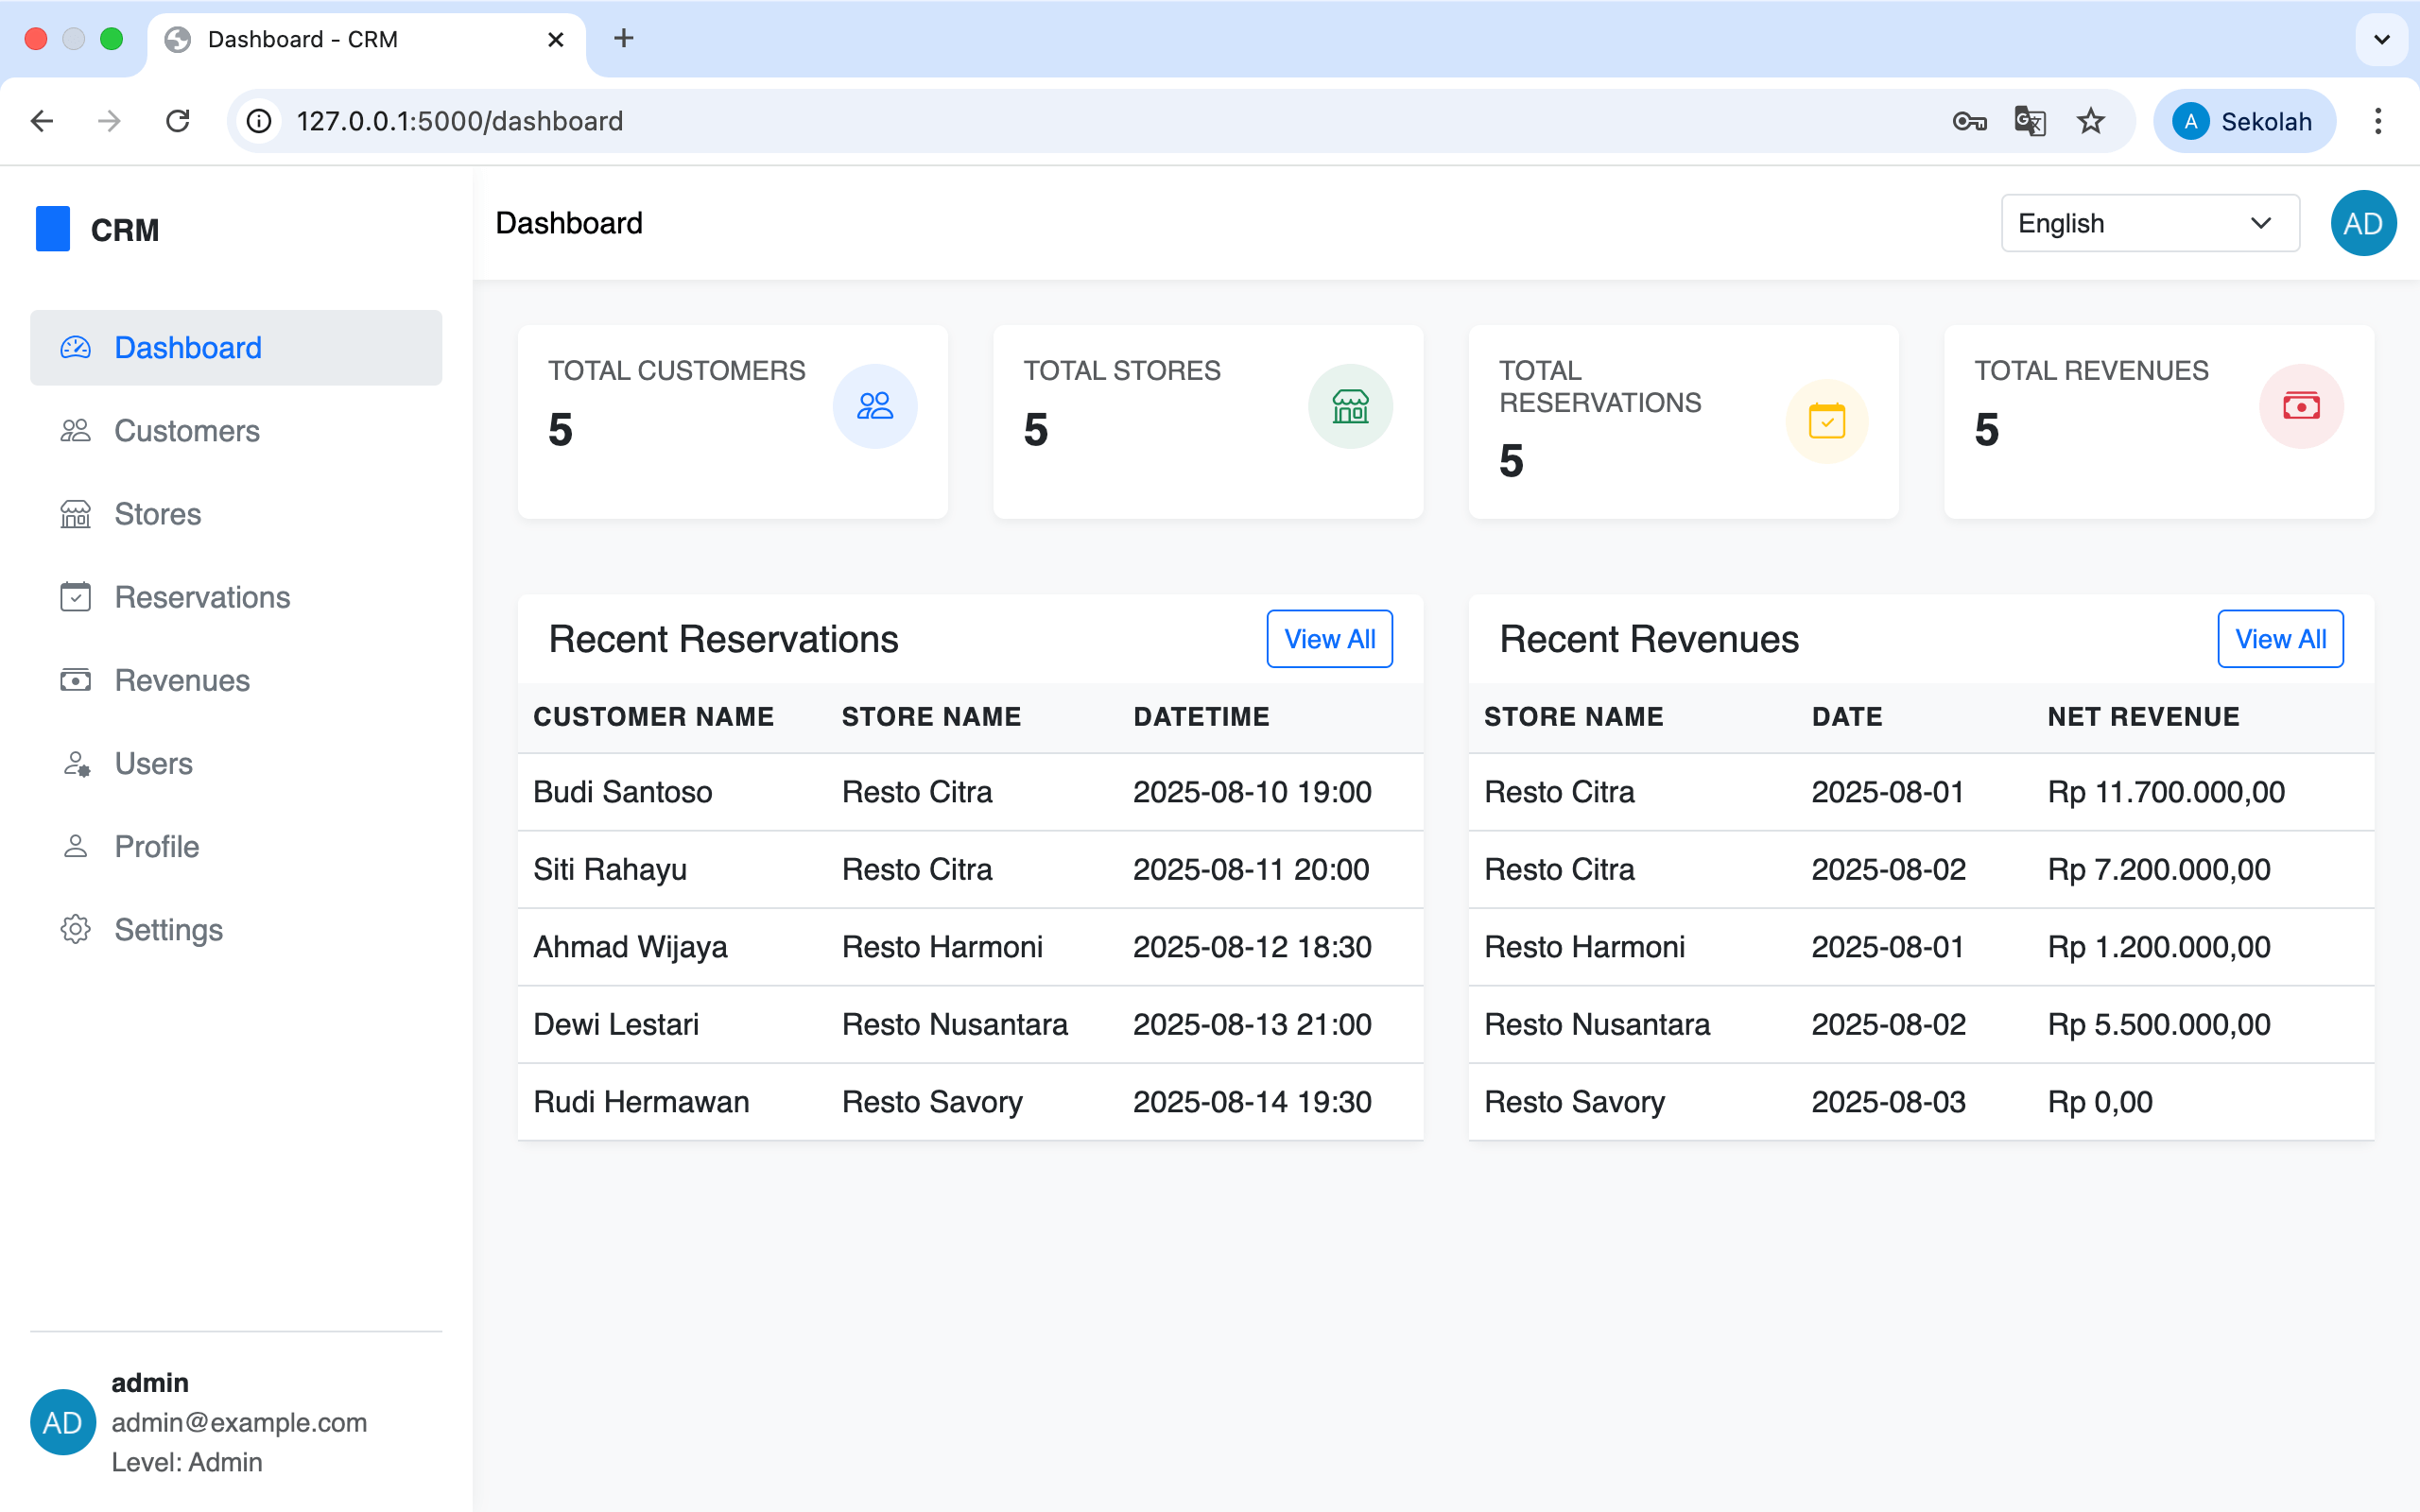 Dashboard - CRM
127.0.0.1:5000/dashboard
A Sekolah
CRM
Dashboard
English
AD
Dashboard
Customers
Stores
Reservations
Revenues
Users
Profile
Settings
TOTAL CUSTOMERS
5
TOTAL STORES
5
TOTAL
RESERVATIONS
5
TOTAL REVENUES
5
Recent Reservations
View All
CUSTOMER NAME STORE NAME DATETIME
Budi Santoso Resto Citra 2025-08-10 19:00
Siti Rahayu Resto Citra 2025-08-11 20:00
Ahmad Wijaya Resto Harmoni 2025-08-12 18:30
Dewi Lestari Resto Nusantara 2025-08-13 21:00
Rudi Hermawan Resto Savory 2025-08-14 19:30
Recent Revenues
View All
STORE NAME DATE NET REVENUE
Resto Citra 2025-08-01 Rp 11.700.000,00
Resto Citra 2025-08-02 Rp 7.200.000,00
Resto Harmoni 2025-08-01 Rp 1.200.000,00
Resto Nusantara 2025-08-02 Rp 5.500.000,00
Resto Savory 2025-08-03 Rp 0,00
AD
admin
admin@example.com
Level: Admin